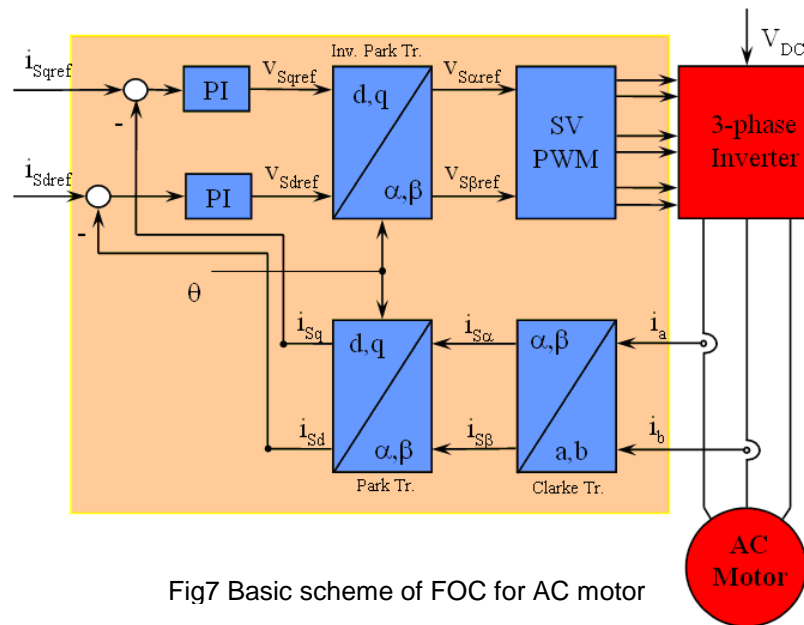 Inv. Park Tr.
V_DC
i_Sqref
PI
v_Sqref
d,q
v_Sαref
SV
PWM
3-phase
Inverter
-
i_Sdref
PI
v_Sdref
α,β
v_Sβref
-
θ
i_Sq
d,q
i_Sα
α,β
i_a
i_Sd
α,β
i_Sβ
a,b
i_b
Park Tr.
Clarke Tr.
AC
Motor
Fig7 Basic scheme of FOC for AC motor